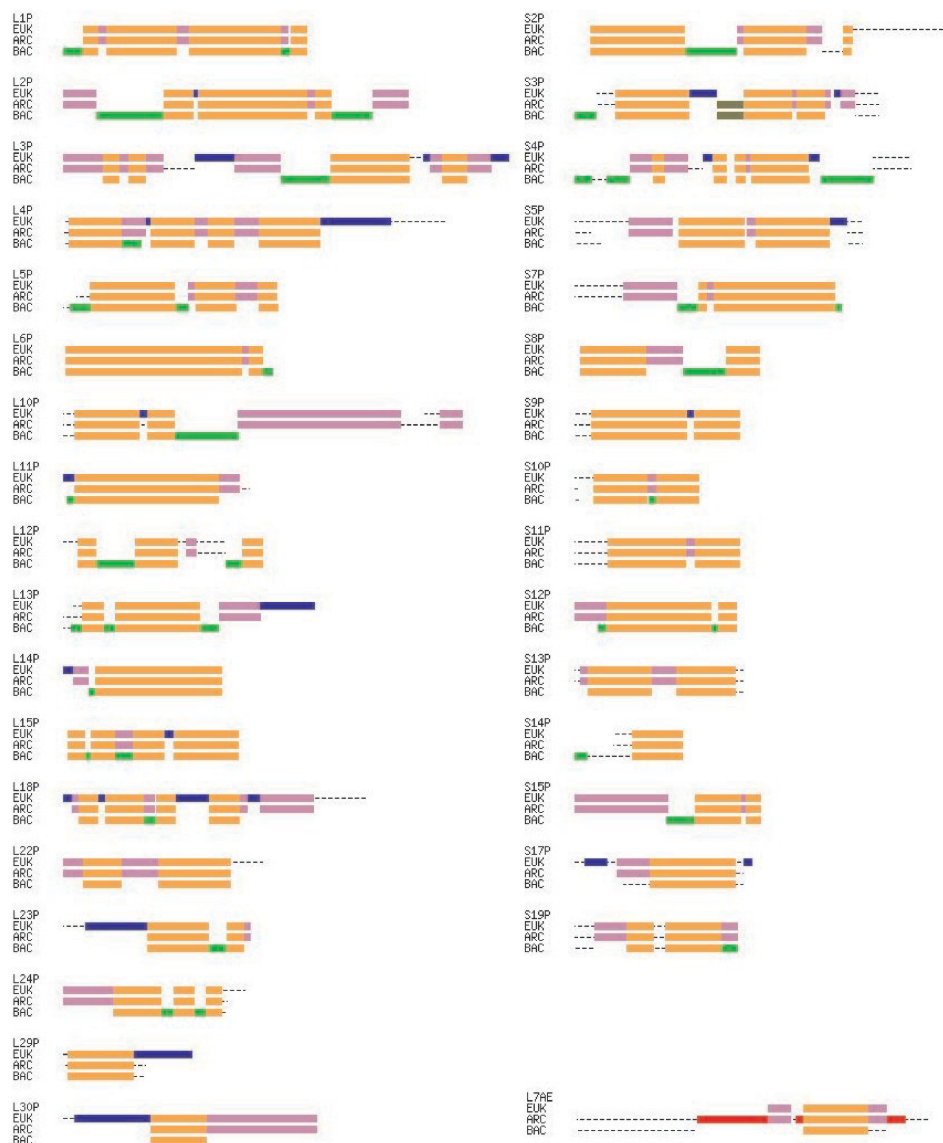 L1P
EUK
ARC
BAC
L2P
EUK
ARC
BAC
L3P
EUK
ARC
BAC
L4P
EUK
ARC
BAC
L5P
EUK
ARC
BAC
L6P
EUK
ARC
BAC
L10P
EUK
ARC
BAC
L11P
EUK
ARC
BAC
L12P
EUK
ARC
BAC
L13P
EUK
ARC
BAC
L14P
EUK
ARC
BAC
L15P
EUK
ARC
BAC
L18P
EUK
ARC
BAC
L22P
EUK
ARC
BAC
L23P
EUK
ARC
BAC
L24P
EUK
ARC
BAC
L29P
EUK
ARC
BAC
L30P
EUK
ARC
BAC
S2P
EUK
ARC
BAC
S3P
EUK
ARC
BAC
S4P
EUK
ARC
BAC
S5P
EUK
ARC
BAC
S7P
EUK
ARC
BAC
S8P
EUK
ARC
BAC
S9P
EUK
ARC
BAC
S10P
EUK
ARC
BAC
S11P
EUK
ARC
BAC
S12P
EUK
ARC
BAC
S13P
EUK
ARC
BAC
S14P
EUK
ARC
BAC
S15P
EUK
ARC
BAC
S17P
EUK
ARC
BAC
S19P
EUK
ARC
BAC
L7AE
EUK
ARC
BAC